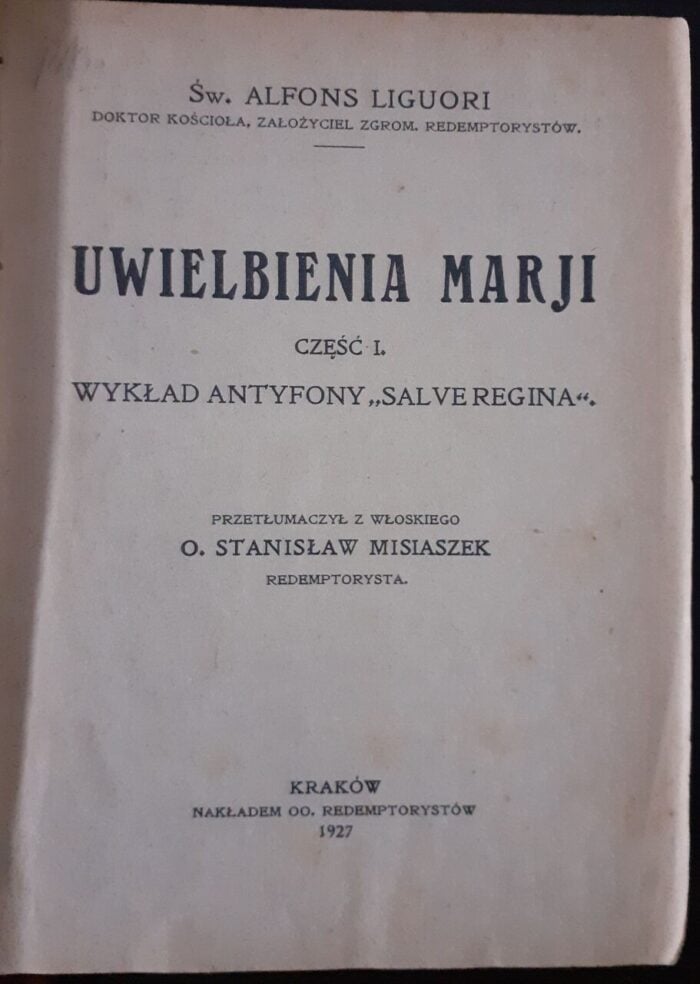 Św. ALFONS LIGUORI
DOKTOR KOŚCIOŁA, ZAŁOŻYCIEL ZGROM. REDEMPTORYSTÓW.
UWIELBIENIA MARJI
CZĘŚĆ I.
WYKŁAD ANTYFONY „SALVE REGINA“.
PRZETŁUMACZYŁ Z WŁOSKIEGO
O. STANISŁAW MISIASZEK
REDEMPTORYSTA.
KRAKÓW
NAKŁADEM OO. REDEMPTORYSTÓW
1927